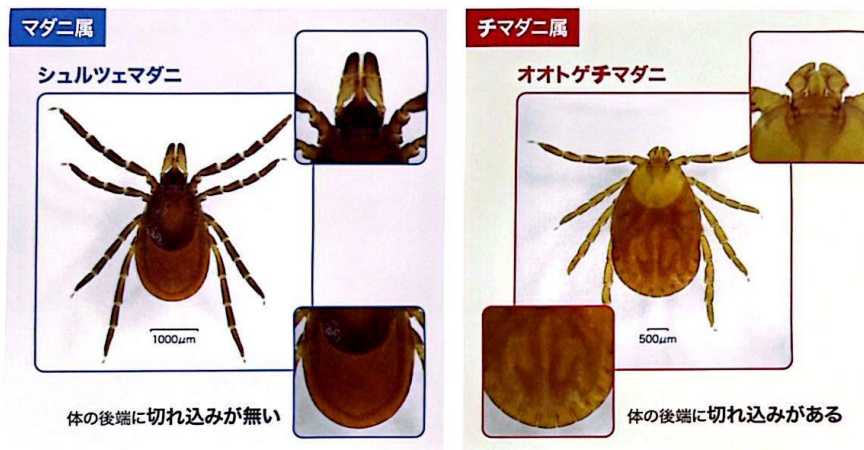 マダニ属
シュルツェマダニ
1000μm
体の後端に切れ込みが無い
チマダニ属
オオトゲチマダニ
500μm
体の後端に切れ込みがある